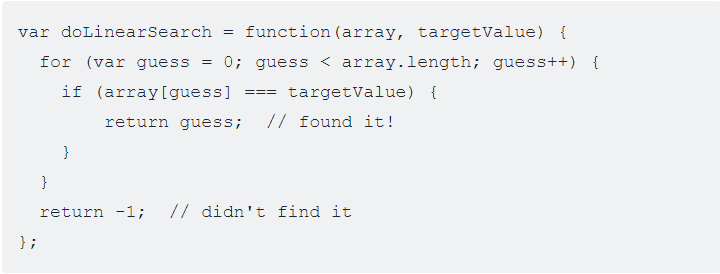 var doLinearSearch = function(array, targetValue) {
  for (var guess = 0; guess < array.length; guess++) {
    if (array[guess] === targetValue) {
        return guess;  // found it!
    }
  }
  return -1;  // didn't find it
};